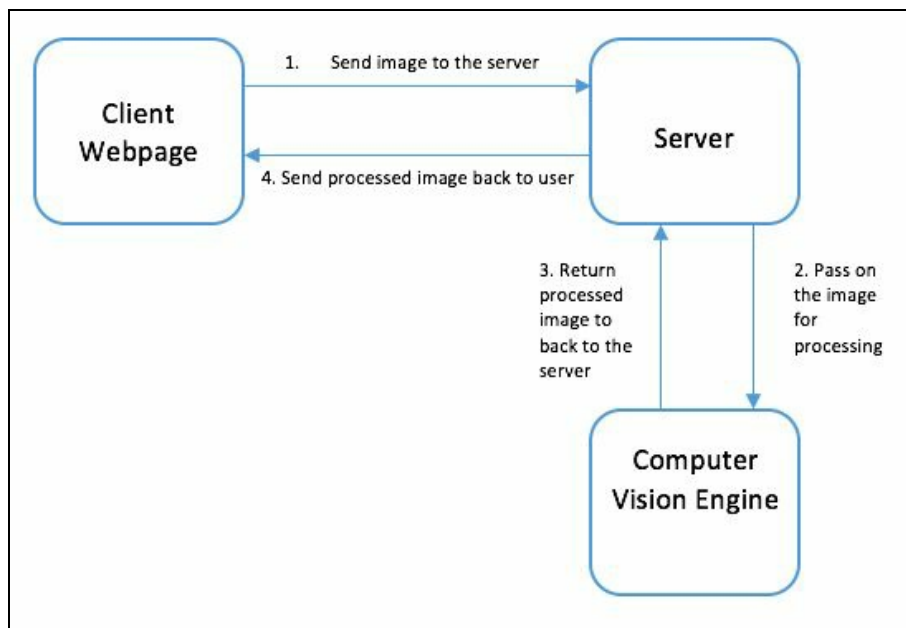 Client
Webpage
1. Send image to the server
Server
4. Send processed image back to user
3. Return
processed
image to
back to the
server
2. Pass on
the image
for
processing
Computer
Vision Engine